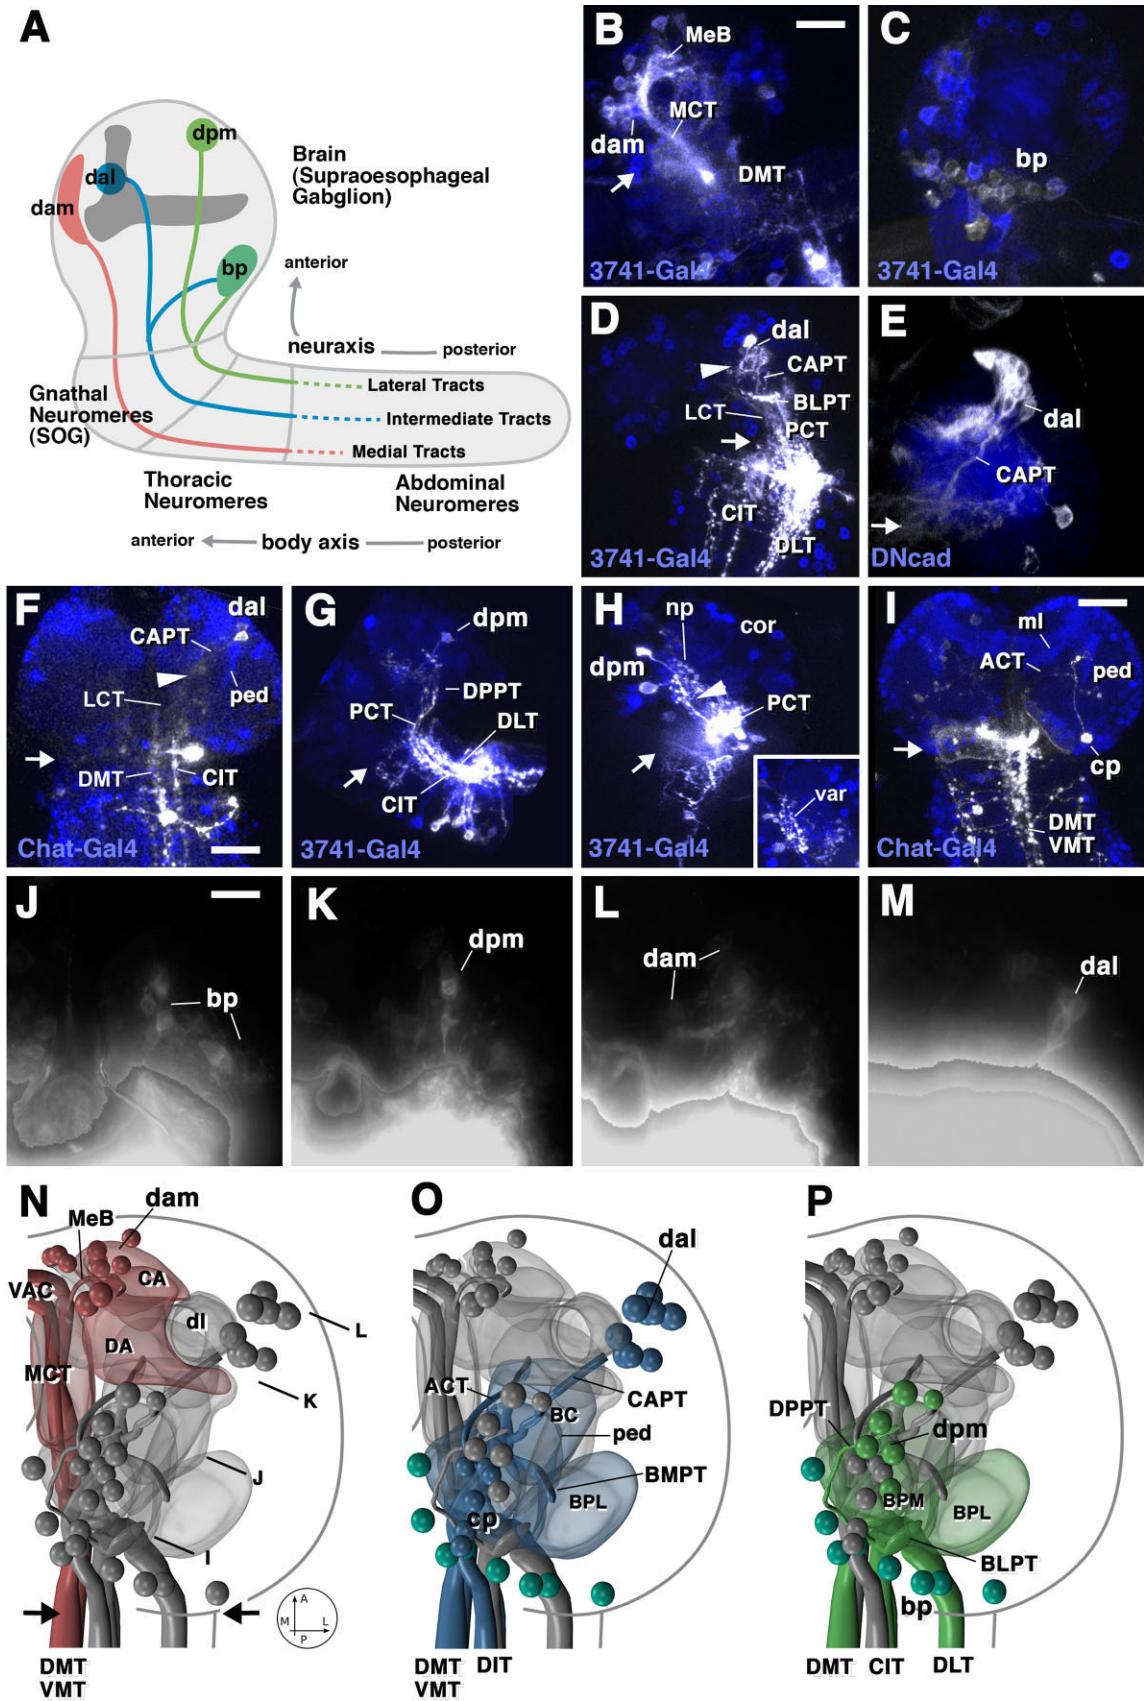 A
dpm
dal
dam
bp
Brain
(Supraoesophageal
Gabglion)
anterior
neuraxis
posterior
Gnathal
Neuromeres
(SOG)
Lateral Tracts
Intermediate Tracts
Medial Tracts
Thoracic
Neuromeres
Abdominal
Neuromeres
anterior
body axis
posterior
B
MeB
MCT
dam
DMT
3741-Gal4
C
bp
3741-Gal4
D
dal
CAPT
BLPT
LCT
PCT
CIT
DLT
3741-Gal4
E
dal
CAPT
DNcad
F
dal
CAPT
LCT
ped
DMT
CIT
Chat-Gal4
G
dpm
DPPT
PCT
DLT
CIT
3741-Gal4
H
np
cor
dpm
PCT
var
3741-Gal4
I
ml
ACT
ped
cp
DMT
VMT
Chat-Gal4
J
bp
K
dpm
L
dam
M
dal
N
dam
MeB
VAC
CA
dl
L
DA
MCT
K
J
I
A
M
L
P
DMT
VMT
O
dal
ACT
CAPT
BC
ped
BMPT
BPL
cp
DMT
DIT
VMT
P
DPPT
dpm
BPM
BPL
BLPT
bp
DMT
CIT
DLT